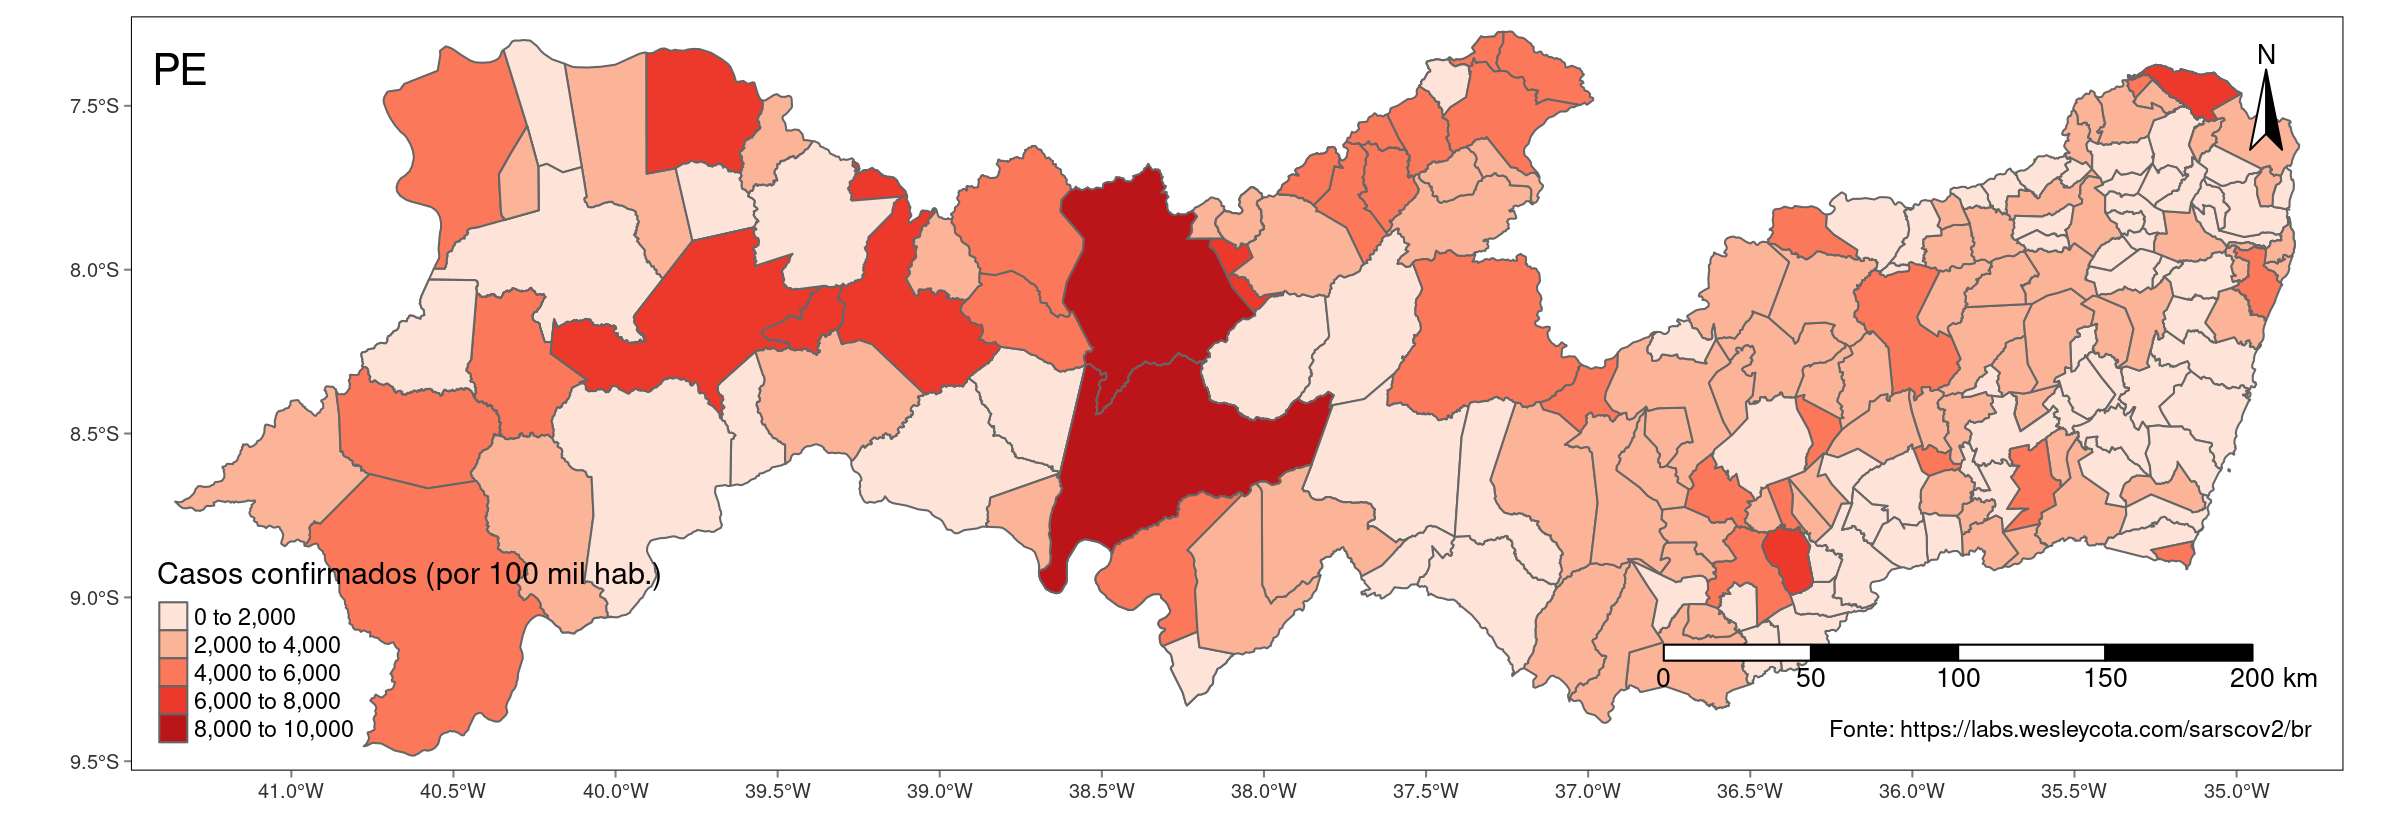 PE
N
7.5°S
8.0°S
8.5°S
9.0°S
9.5°S
Casos confirmados (por 100 mil hab.)
0 to 2,000
2,000 to 4,000
4,000 to 6,000
6,000 to 8,000
8,000 to 10,000
0 50 100 150 200 km
Fonte: https://labs.wesleycota.com/sarscov2/br
41.0°W 40.5°W 40.0°W 39.5°W 39.0°W 38.5°W 38.0°W 37.5°W 37.0°W 36.5°W 36.0°W 35.5°W 35.0°W